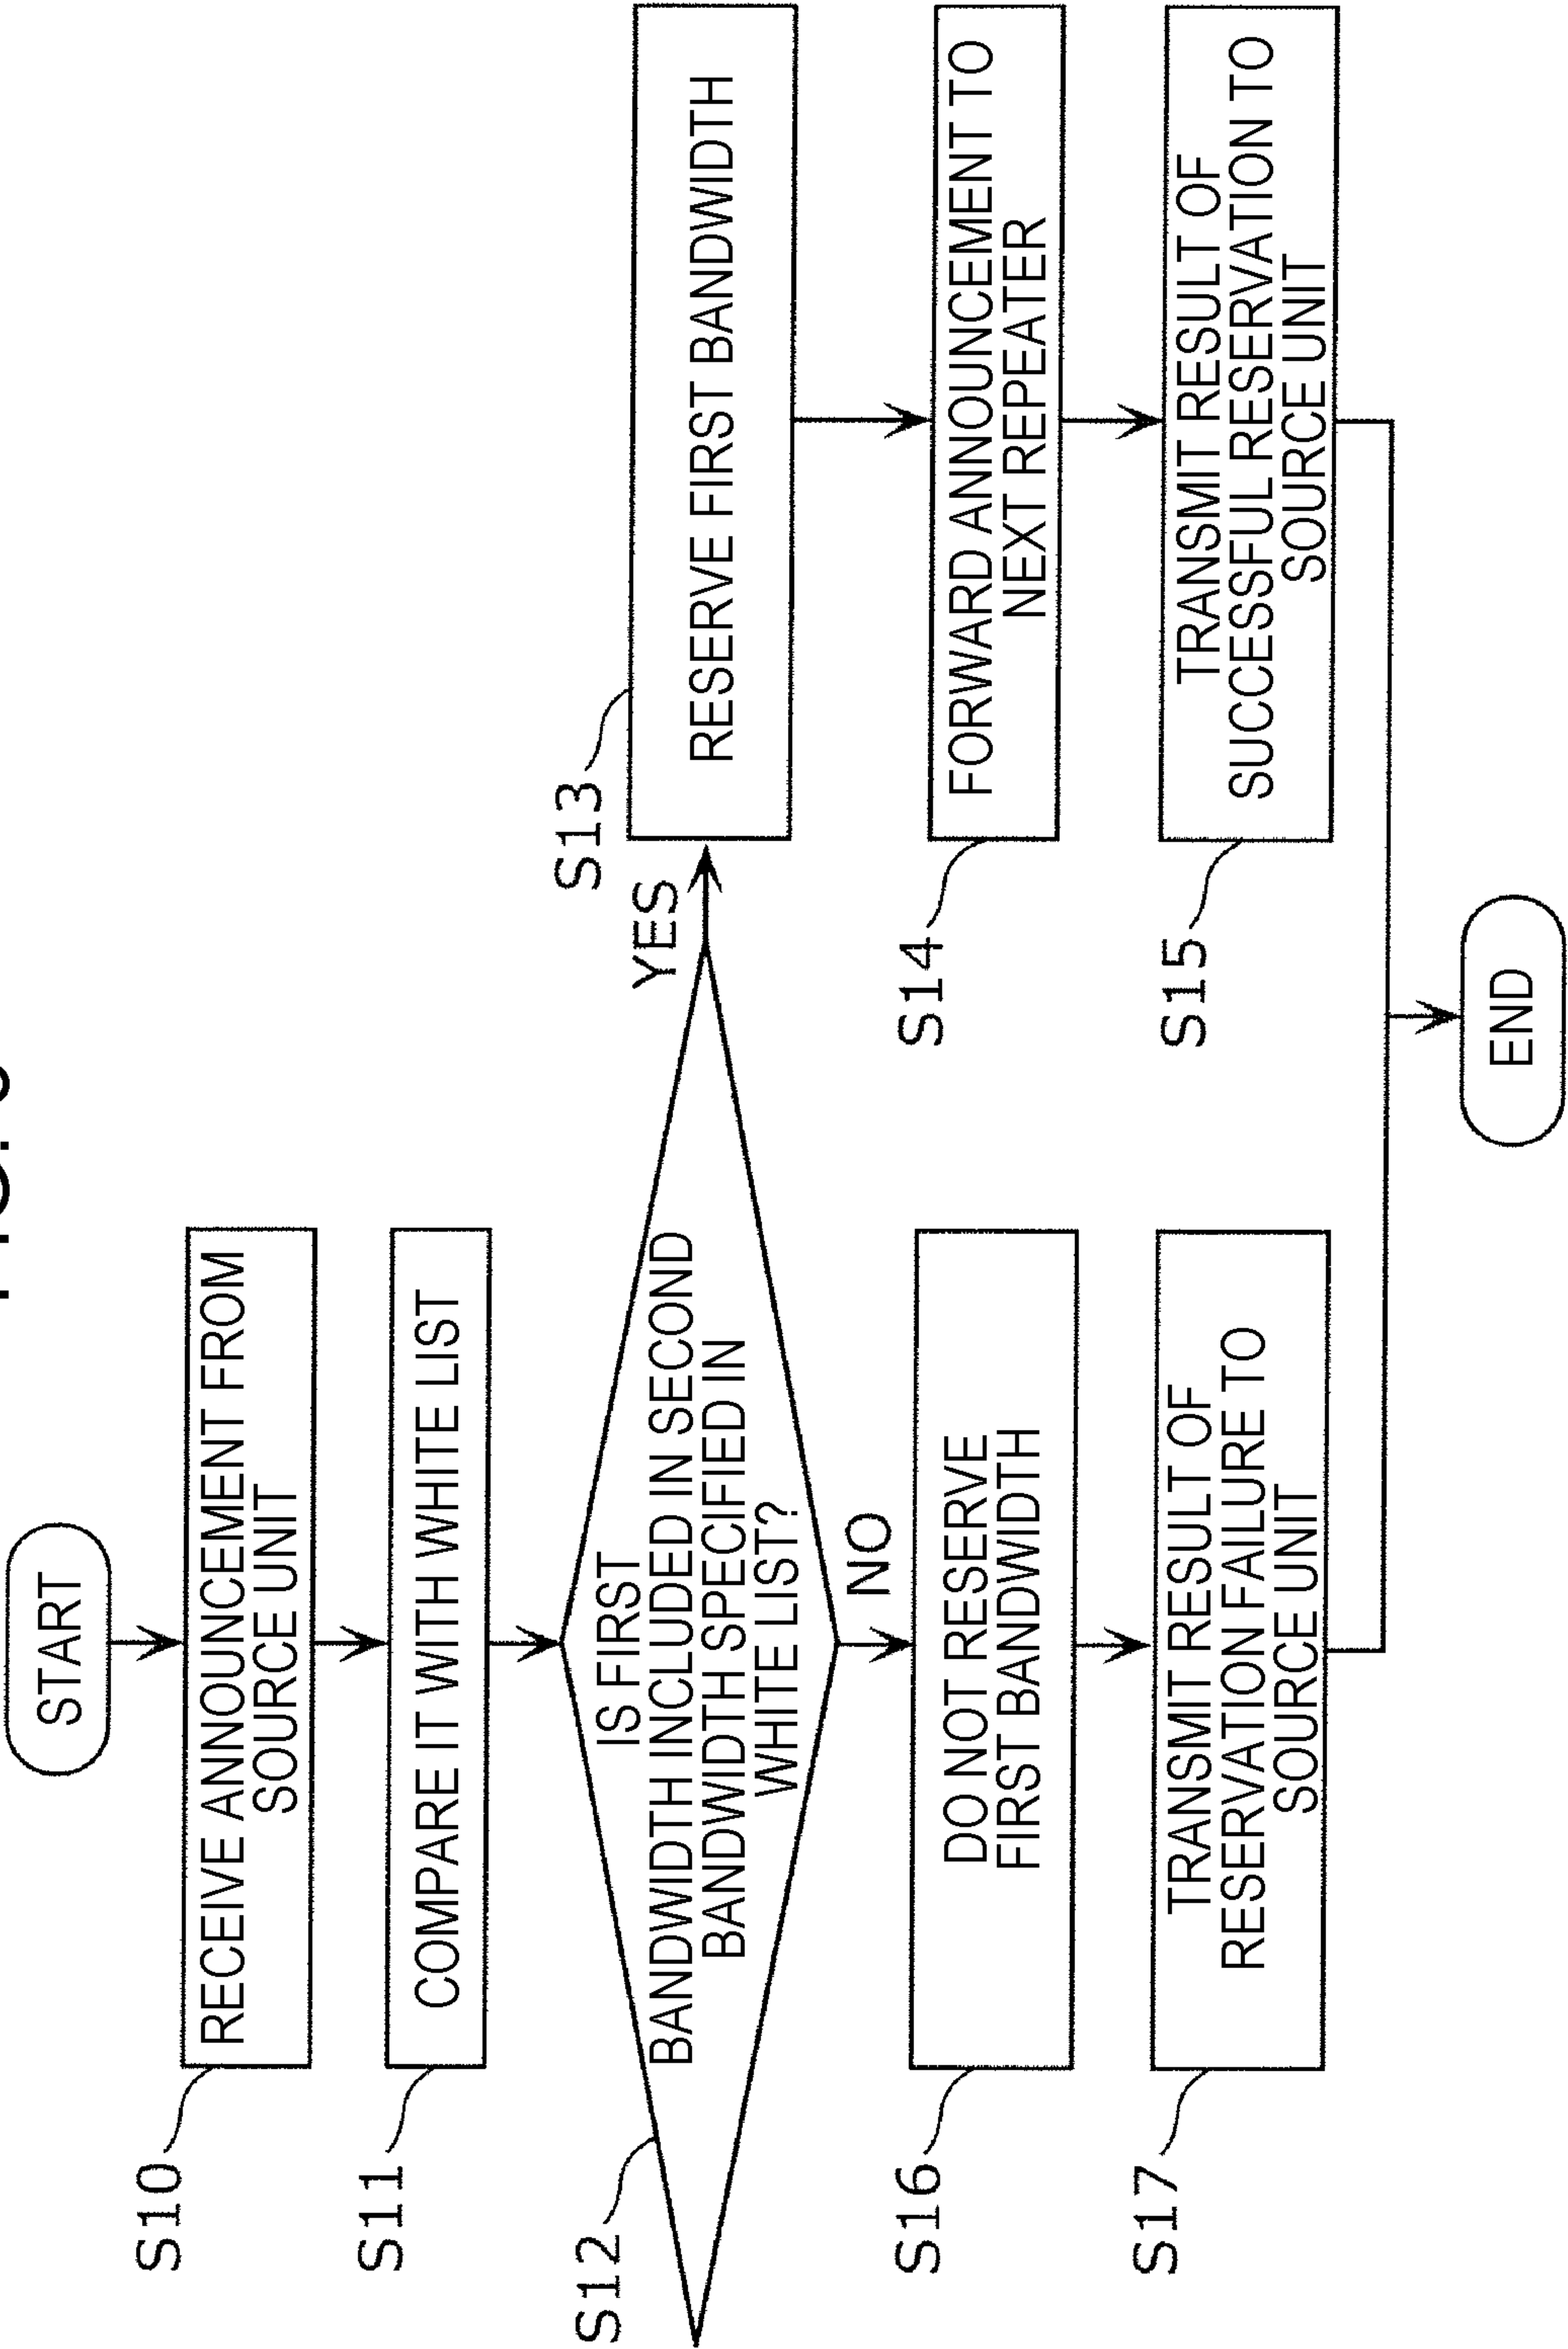 START
S10
RECEIVE ANNOUNCEMENT FROM
SOURCE UNIT
S11
COMPARE IT WITH WHITE LIST
S12
IS FIRST
BANDWIDTH INCLUDED IN SECOND
BANDWIDTH SPECIFIED IN
WHITE LIST?
YES
NO
S13
RESERVE FIRST BANDWIDTH
S14
FORWARD ANNOUNCEMENT TO
NEXT REPEATER
S15
TRANSMIT RESULT OF
SUCCESSFUL RESERVATION TO
SOURCE UNIT
S16
DO NOT RESERVE
FIRST BANDWIDTH
S17
TRANSMIT RESULT OF
RESERVATION FAILURE TO
SOURCE UNIT
END